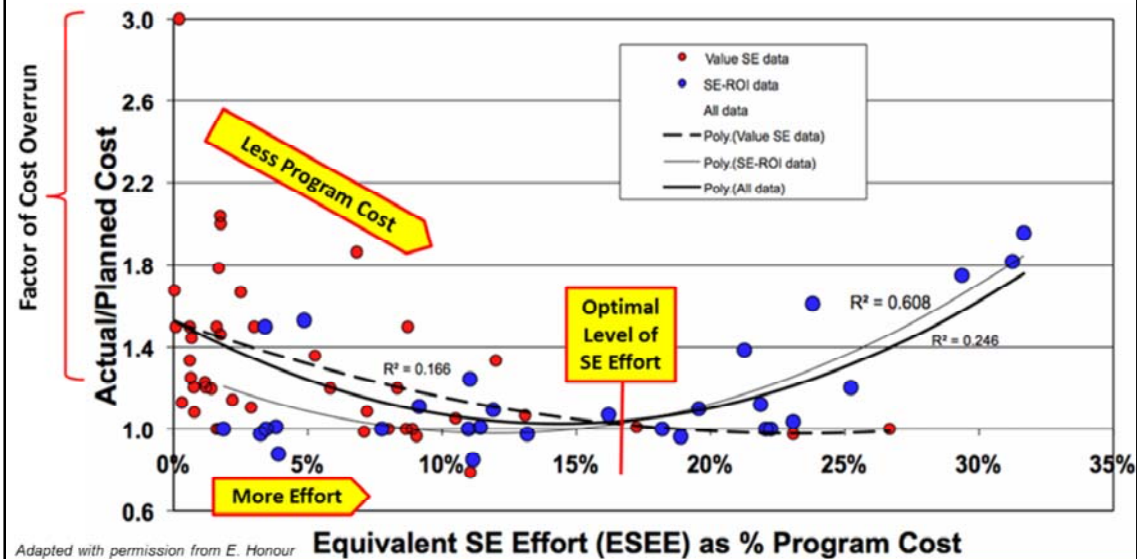 Factor of Cost Overrun
Actual/Planned Cost
3.0
2.6
2.2
1.8
1.4
1.0
0.6
Less Program Cost
Value SE data
SE-ROI data
All data
Poly.(Value SE data)
Poly.(SE-ROI data)
Poly.(All data)
Optimal
Level of
SE Effort
R² = 0.608
R² = 0.246
R² = 0.166
0% 5% 10% 15% 20% 25% 30% 35%
More Effort
Adapted with permission from E. Honour
Equivalent SE Effort (ESEE) as % Program Cost